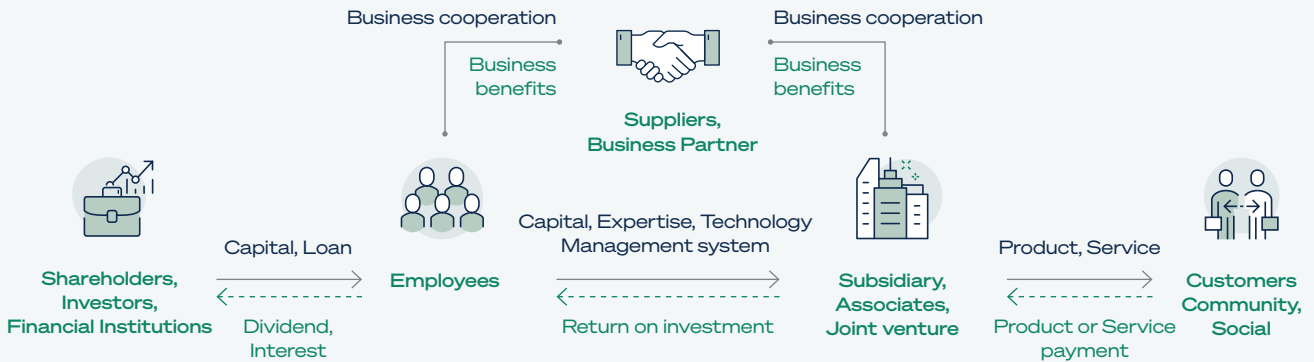 Business cooperation
Business cooperation
Business
benefits
Business
benefits
Suppliers,
Business Partner
Capital, Loan
Capital, Expertise, Technology
Management system
Product, Service
Shareholders,
Investors,
Financial Institutions
Employees
Subsidiary,
Associates,
Joint venture
Customers
Community,
Social
Dividend,
Interest
Return on investment
Product or Service
payment